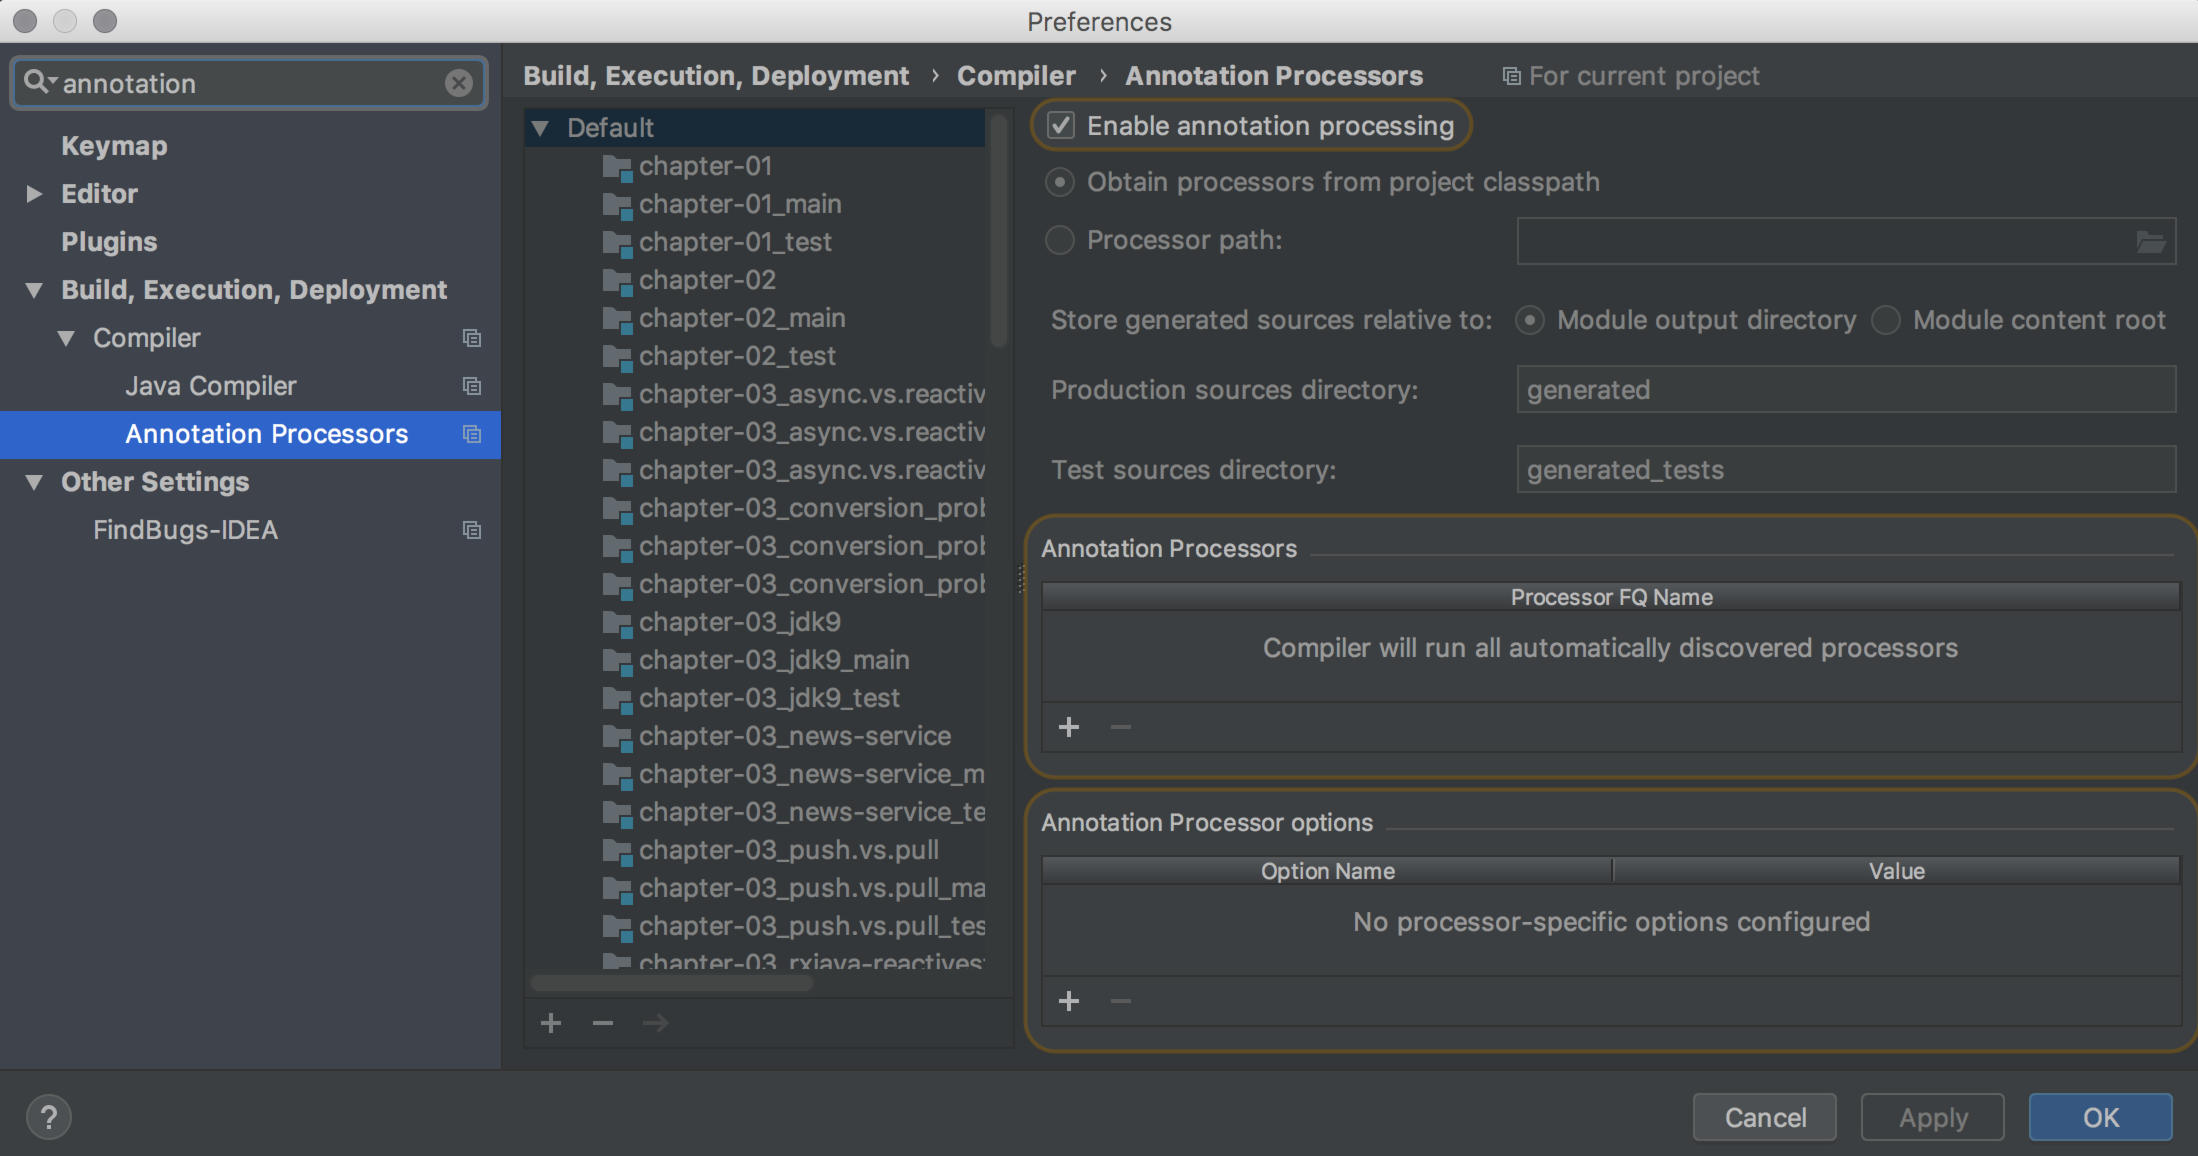 Preferences
annotation
Keymap
Editor
Plugins
Build, Execution, Deployment
Compiler
Java Compiler
Annotation Processors
Other Settings
FindBugs-IDEA
Build, Execution, Deployment › Compiler › Annotation Processors For current project
Default
chapter-01
chapter-01_main
chapter-01_test
chapter-02
chapter-02_main
chapter-02_test
chapter-03_async.vs.reactiv
chapter-03_async.vs.reactiv
chapter-03_async.vs.reactiv
chapter-03_conversion_prob
chapter-03_conversion_prob
chapter-03_conversion_prob
chapter-03_jdk9
chapter-03_jdk9_main
chapter-03_jdk9_test
chapter-03_news-service
chapter-03_news-service_m
chapter-03_news-service_te
chapter-03_push.vs.pull
chapter-03_push.vs.pull_ma
chapter-03_push.vs.pull_tes
chapter-03_rxjava-reactives
Enable annotation processing
Obtain processors from project classpath
Processor path:
Store generated sources relative to: Module output directory Module content root
Production sources directory: generated
Test sources directory: generated_tests
Annotation Processors
Processor FQ Name
Compiler will run all automatically discovered processors
+ −
Annotation Processor options
Option Name Value
No processor-specific options configured
+ −
+ − →
?
Cancel Apply OK